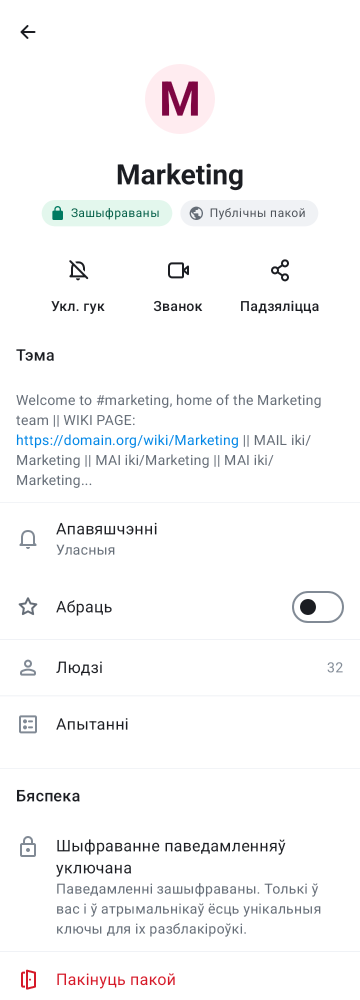 M
Marketing
Зашыфраваны
Публічны пакой
Укл. гук
Званок
Падзяліцца
Тэма
Welcome to #marketing, home of the Marketing
team || WIKI PAGE:
https://domain.org/wiki/Marketing || MAIL iki/
Marketing || MAI iki/Marketing || MAI iki/
Marketing...
Апавяшчэнні
Уласныя
Абраць
Людзі
32
Апытанні
Бяспека
Шыфраванне паведамленняў
уключана
Паведамленні зашыфраваны. Толькі ў
вас і ў атрымальнікаў ёсць унікальныя
ключы для іх разблакіроўкі.
Пакінуць пакой